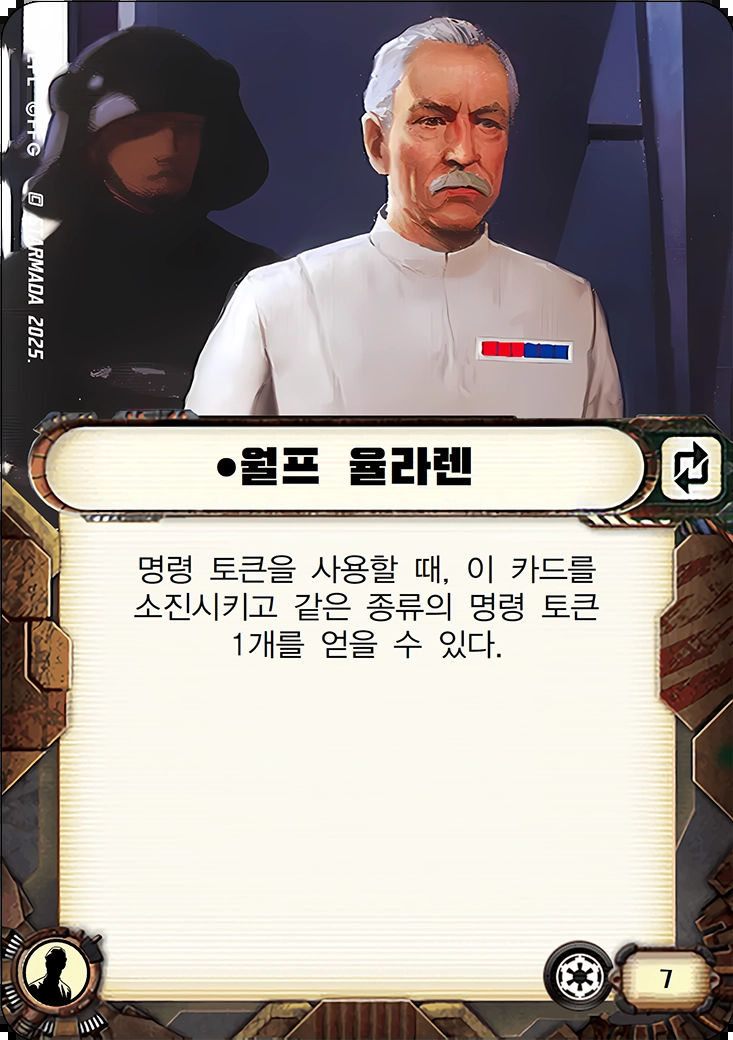 ©FFG
ARMADA 2025.
•월프 율라렌
명령 토큰을 사용할 때, 이 카드를
소진시키고 같은 종류의 명령 토큰
1개를 얻을 수 있다.
7